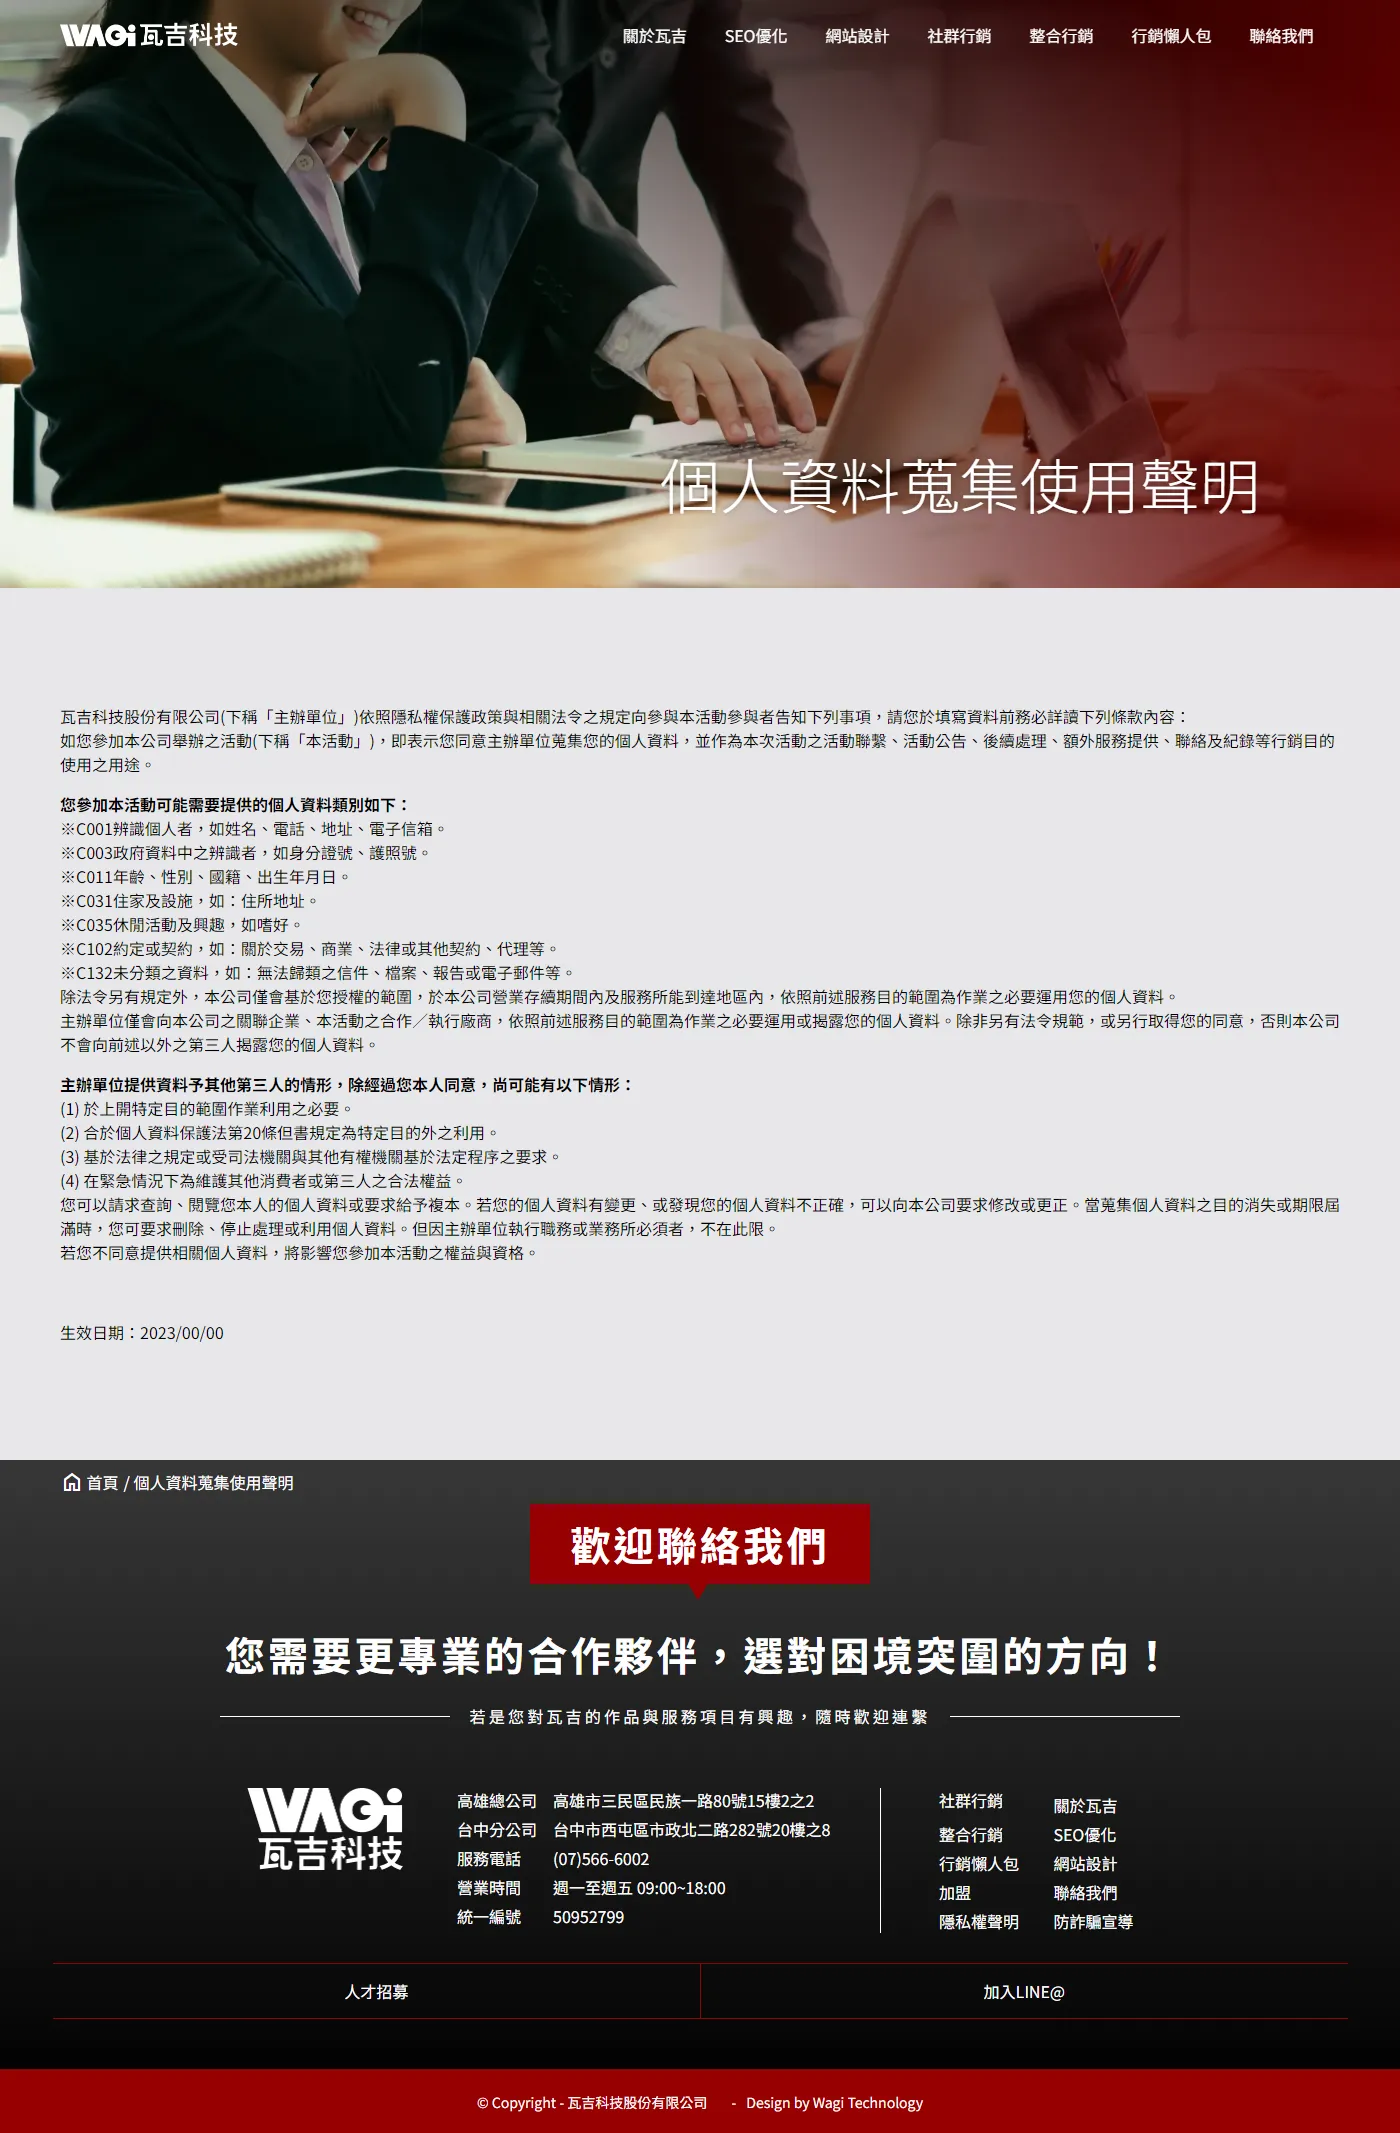 WAGi 瓦吉科技
關於瓦吉 SEO優化 網站設計 社群行銷 整合行銷 行銷懶人包 聯絡我們
個人資料蒐集使用聲明
瓦吉科技股份有限公司(下稱「主辦單位」)依照隱私權保護政策與相關法令之規定向參與本活動參與者告知下列事項，請您於填寫資料前務必詳讀下列條款內容：
如您參加本公司舉辦之活動(下稱「本活動」)，即表示您同意主辦單位蒐集您的個人資料，並作為本次活動之活動聯繫、活動公告、後續處理、額外服務提供、聯絡及紀錄等行銷目的
使用之用途。
您參加本活動可能需要提供的個人資料類別如下：
※C001辨識個人者，如姓名、電話、地址、電子信箱。
※C003政府資料中之辨識者，如身分證號、護照號。
※C011年齡、性別、國籍、出生年月日。
※C031住家及設施，如：住所地址。
※C035休閒活動及興趣，如嗜好。
※C102約定或契約，如：關於交易、商業、法律或其他契約、代理等。
※C132未分類之資料，如：無法歸類之信件、檔案、報告或電子郵件等。
除法令另有規定外，本公司僅會基於您授權的範圍，於本公司營業存續期間內及服務所能到達地區內，依照前述服務目的範圍為作業之必要運用您的個人資料。
主辦單位僅會向本公司之關聯企業、本活動之合作／執行廠商，依照前述服務目的範圍為作業之必要運用或揭露您的個人資料。除非另有法令規範，或另行取得您的同意，否則本公司
不會向前述以外之第三人揭露您的個人資料。
主辦單位提供資料予其他第三人的情形，除經過您本人同意，尚可能有以下情形：
(1) 於上開特定目的範圍作業利用之必要。
(2) 合於個人資料保護法第20條但書規定為特定目的外之利用。
(3) 基於法律之規定或受司法機關與其他有權機關基於法定程序之要求。
(4) 在緊急情況下為維護其他消費者或第三人之合法權益。
您可以請求查詢、閱覽您本人的個人資料或要求給予複本。若您的個人資料有變更、或發現您的個人資料不正確，可以向本公司要求修改或更正。當蒐集個人資料之目的消失或期限屆
滿時，您可要求刪除、停止處理或利用個人資料。但因主辦單位執行職務或業務所必須者，不在此限。
若您不同意提供相關個人資料，將影響您參加本活動之權益與資格。
生效日期：2023/00/00
首頁 / 個人資料蒐集使用聲明
歡迎聯絡我們
您需要更專業的合作夥伴，選對困境突圍的方向！
若是您對瓦吉的作品與服務項目有興趣，隨時歡迎連繫
WAGi
瓦吉科技
高雄總公司 高雄市三民區民族一路80號15樓2之2
台中分公司 台中市西屯區市政北二路282號20樓之8
服務電話 (07)566-6002
營業時間 週一至週五 09:00~18:00
統一編號 50952799
社群行銷 關於瓦吉
整合行銷 SEO優化
行銷懶人包 網站設計
加盟 聯絡我們
隱私權聲明 防詐騙宣導
人才招募 加入LINE@
© Copyright - 瓦吉科技股份有限公司 - Design by Wagi Technology